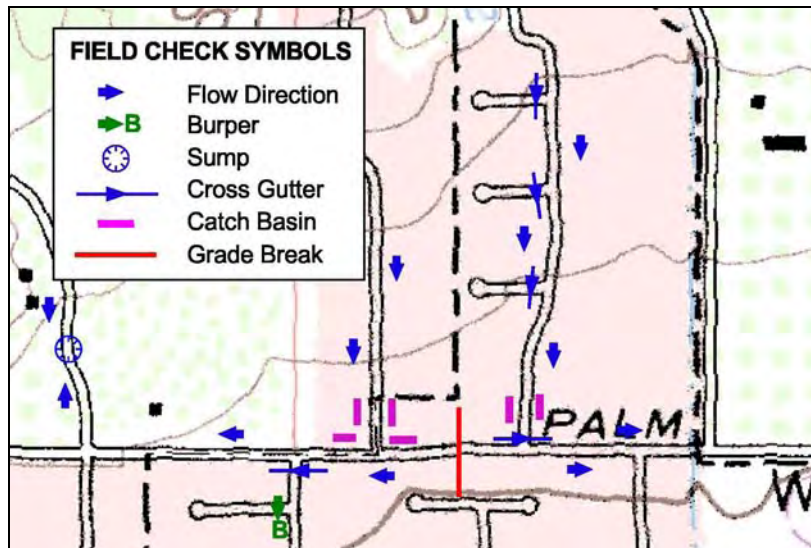 FIELD CHECK SYMBOLS
Flow Direction
B Burper
Sump
Cross Gutter
Catch Basin
Grade Break
PALM
W
B